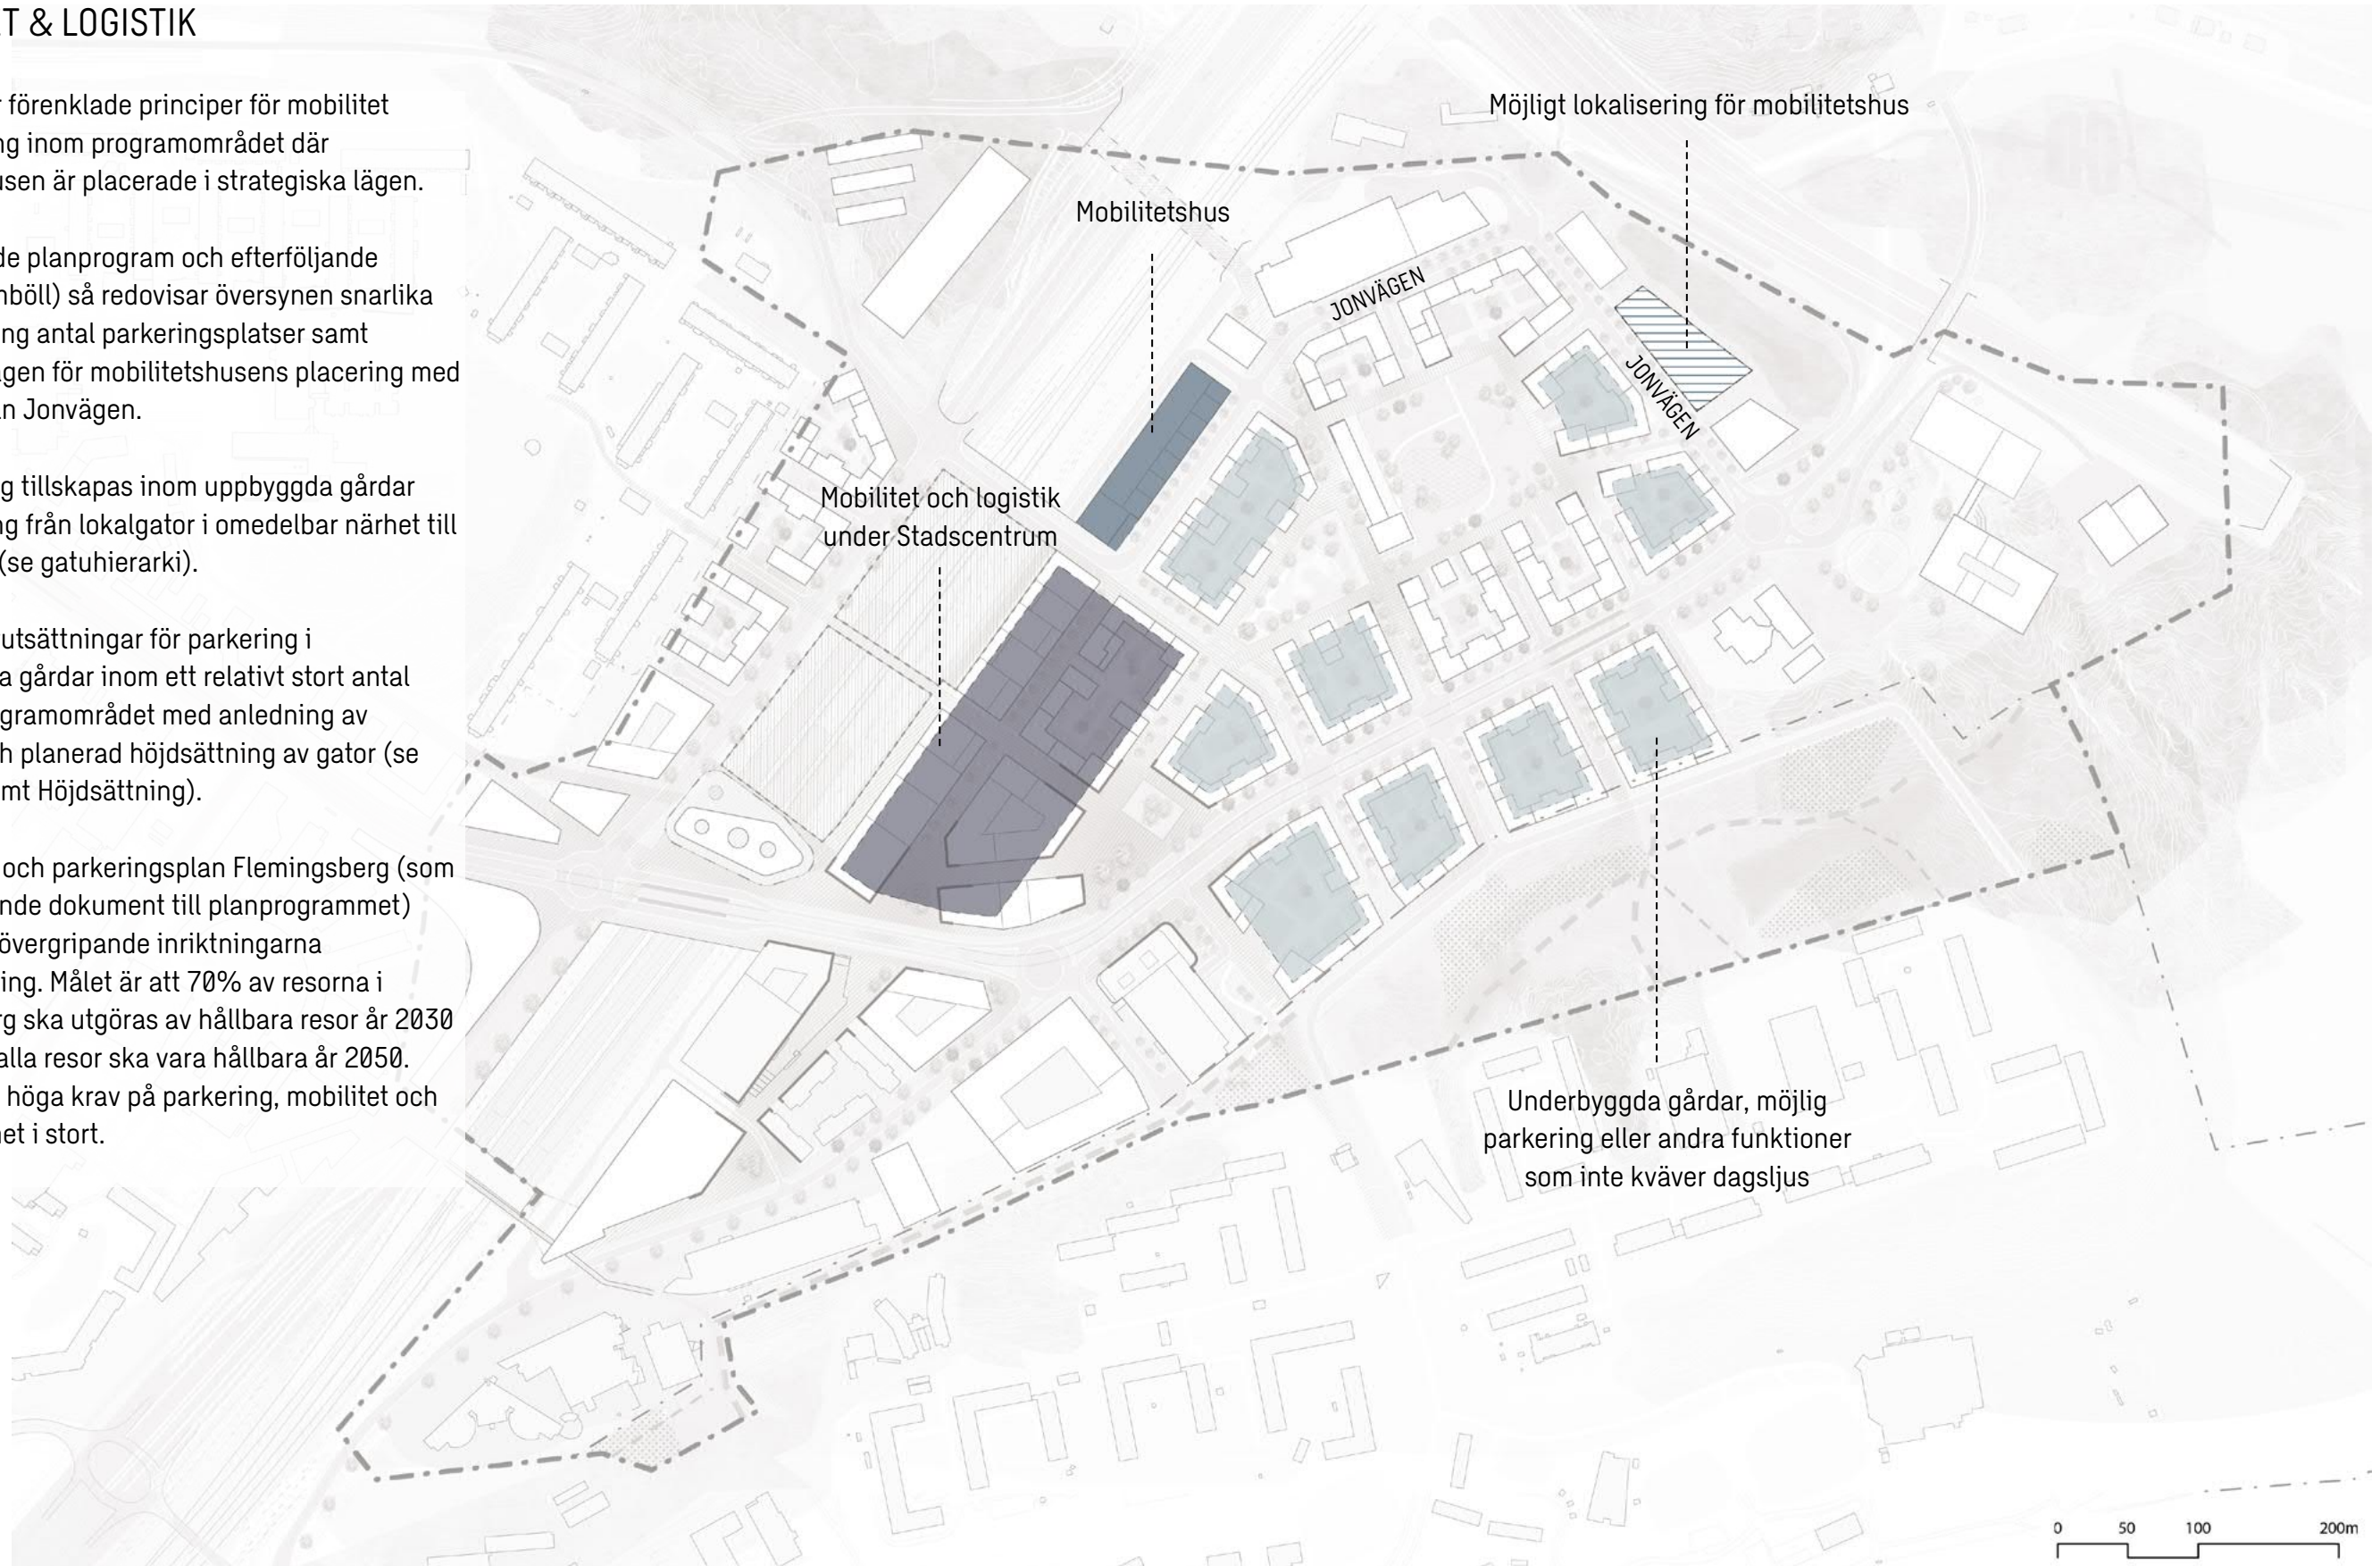 T & LOGISTIK
r förenklade principer för mobilitet
ng inom programområdet där
usen är placerade i strategiska lägen.
de planprogram och efterföljande
nböll) så redovisar översynen snarlika
ng antal parkeringsplatser samt
ägen för mobilitetshusens placering med
ån Jonvägen.
g tillskapas inom uppbyggda gårdar
ng från lokalgator i omedelbar närhet till
(se gatuhierarki).
utsättningar för parkering i
a gårdar inom ett relativt stort antal
gramområdet med anledning av
h planerad höjdsättning av gator (se
mt Höjdsättning).
och parkeringsplan Flemingsberg (som
nde dokument till planprogrammet)
övergripande inriktningarna
ing. Målet är att 70% av resorna i
rg ska utgöras av hållbara resor år 2030
alla resor ska vara hållbara år 2050.
höga krav på parkering, mobilitet och
het i stort.
Möjligt lokalisering för mobilitetshus
Mobilitetshus
JONVÄGEN
JONVÄGEN
Mobilitet och logistik
under Stadscentrum
Underbyggda gårdar, möjlig
parkering eller andra funktioner
som inte kväver dagsljus
0 50 100 200m